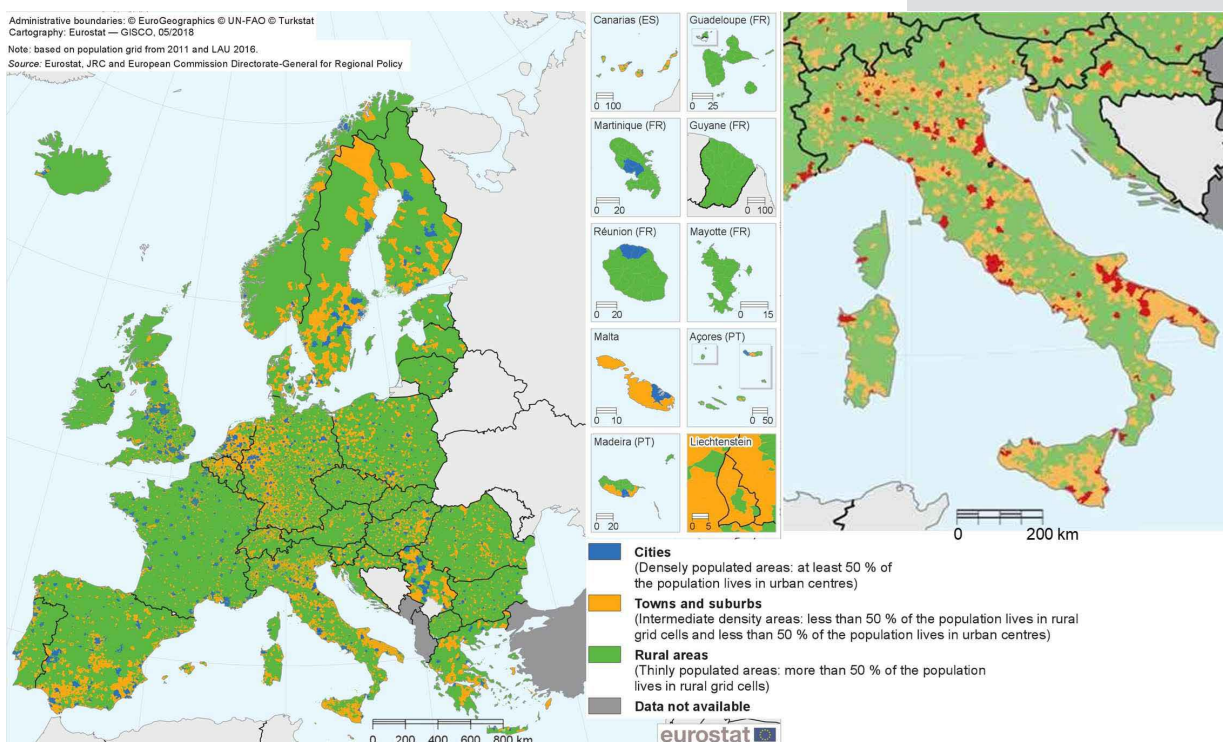 Administrative boundaries: © EuroGeographics © UN-FAO © Turkstat
Cartography: Eurostat — GISCO, 05/2018
Note: based on population grid from 2011 and LAU 2016.
Source: Eurostat, JRC and European Commission Directorate-General for Regional Policy
Canarias (ES)
0 100
Guadeloupe (FR)
0 25
Martinique (FR)
0 20
Guyane (FR)
0 100
Réunion (FR)
0 20
Mayotte (FR)
0 15
Malta
0 10
Açores (PT)
0 50
Madeira (PT)
0 20
Liechtenstein
0 5
0 200 km
Cities
(Densely populated areas: at least 50 % of
the population lives in urban centres)
Towns and suburbs
(Intermediate density areas: less than 50 % of the population lives in rural
grid cells and less than 50 % of the population lives in urban centres)
Rural areas
(Thinly populated areas: more than 50 % of the population
lives in rural grid cells)
Data not available
0 200 400 600 800 km
eurostat